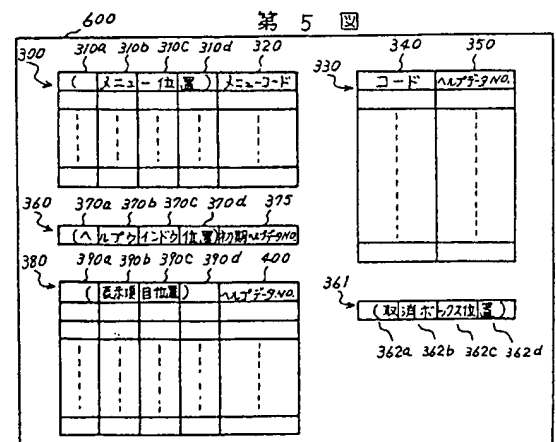 第 5 図
600
300 310a 310b 310c 310d 320
(メニュー位置) メニューコード
340 350
330
コード ヘルプデータNO.
360 370a 370b 370c 370d 375
(ヘルプウインドウ位置) 初期ヘルプデータNO.
380 390a 390b 390c 390d 400
(表示項目位置) ヘルプデータNO.
361
(取消ボックス位置)
362a 362b 362c 362d